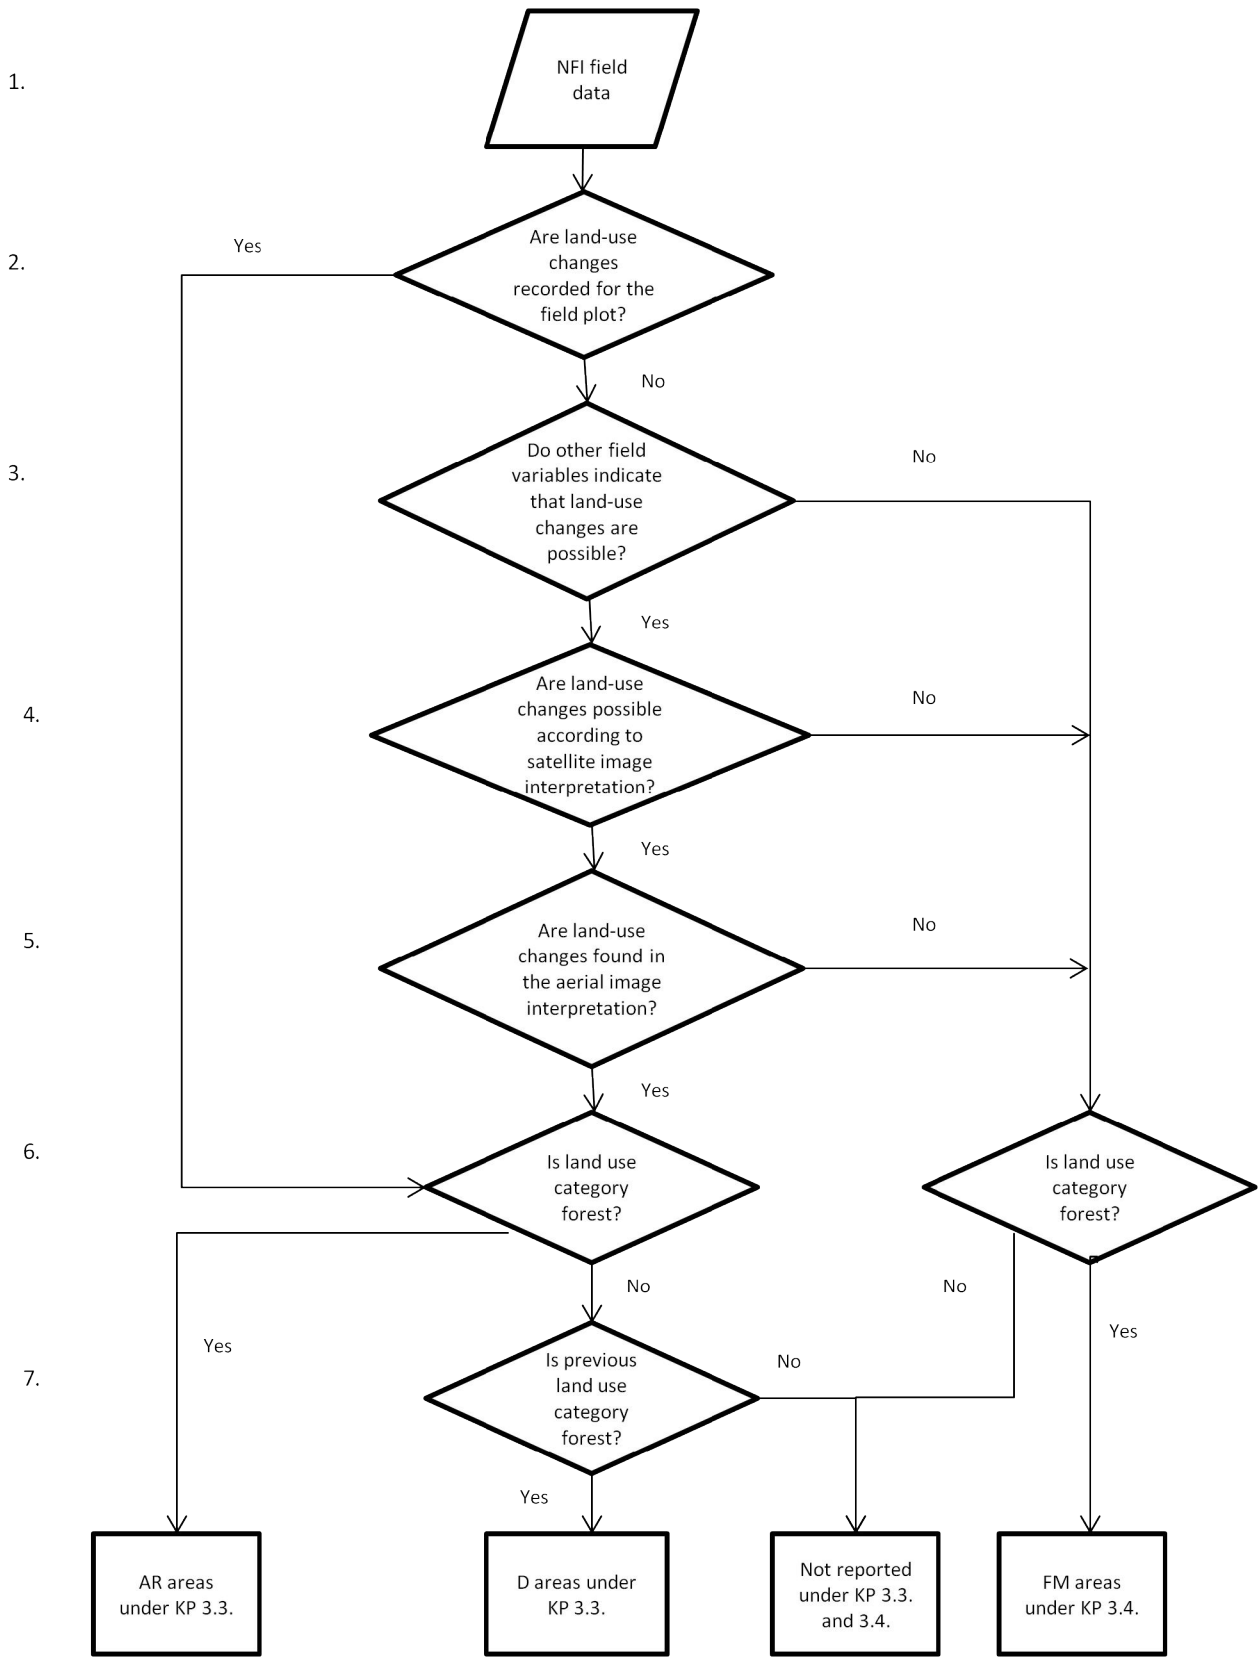 1.
NFI field
data
2.
Yes
Are land-use
changes
recorded for the
field plot?
No
3.
Do other field
variables indicate
that land-use
changes are
possible?
No
Yes
4.
Are land-use
changes possible
according to
satellite image
interpretation?
No
Yes
5.
Are land-use
changes found in
the aerial image
interpretation?
No
Yes
6.
Is land use
category
forest?
Is land use
category
forest?
No
No
Yes
Yes
7.
Is previous
land use
category
forest?
No
Yes
AR areas
under KP 3.3.
D areas under
KP 3.3.
Not reported
under KP 3.3.
and 3.4.
FM areas
under KP 3.4.